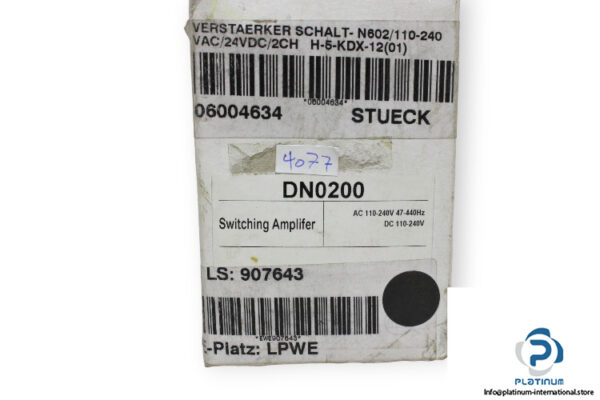 VERSTAERKER SCHALT- N602/110-240
VAC/24VDC/2CH H-5-KDX-12(01)
*06004634*
06004634 STUECK
4077
DN0200
Switching Amplifer
AC 110-240V 47-440Hz
DC 110-240V
LS: 907643
*EWE907643*
-Platz: LPWE
PLATINUM
Info@platinum-international.store